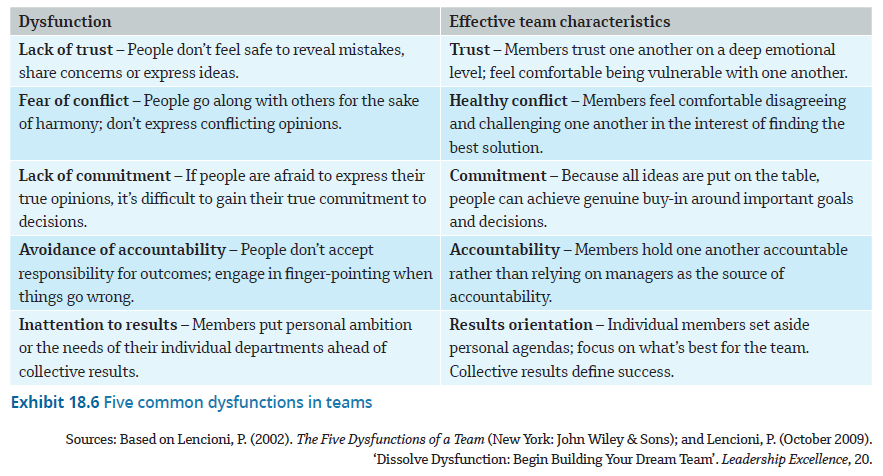 Dysfunction
Effective team characteristics
Lack of trust – People don’t feel safe to reveal mistakes,
share concerns or express ideas.
Trust – Members trust one another on a deep emotional
level; feel comfortable being vulnerable with one another.
Fear of conflict – People go along with others for the sake
of harmony; don’t express conflicting opinions.
Healthy conflict – Members feel comfortable disagreeing
and challenging one another in the interest of finding the
best solution.
Lack of commitment – If people are afraid to express their
true opinions, it’s difficult to gain their true commitment to
decisions.
Commitment – Because all ideas are put on the table,
people can achieve genuine buy-in around important goals
and decisions.
Avoidance of accountability – People don’t accept
responsibility for outcomes; engage in finger-pointing when
things go wrong.
Accountability – Members hold one another accountable
rather than relying on managers as the source of
accountability.
Inattention to results – Members put personal ambition
or the needs of their individual departments ahead of
collective results.
Results orientation – Individual members set aside
personal agendas; focus on what’s best for the team.
Collective results define success.
Exhibit 18.6 Five common dysfunctions in teams
Sources: Based on Lencioni, P. (2002). The Five Dysfunctions of a Team (New York: John Wiley & Sons); and Lencioni, P. (October 2009).
‘Dissolve Dysfunction: Begin Building Your Dream Team’. Leadership Excellence, 20.